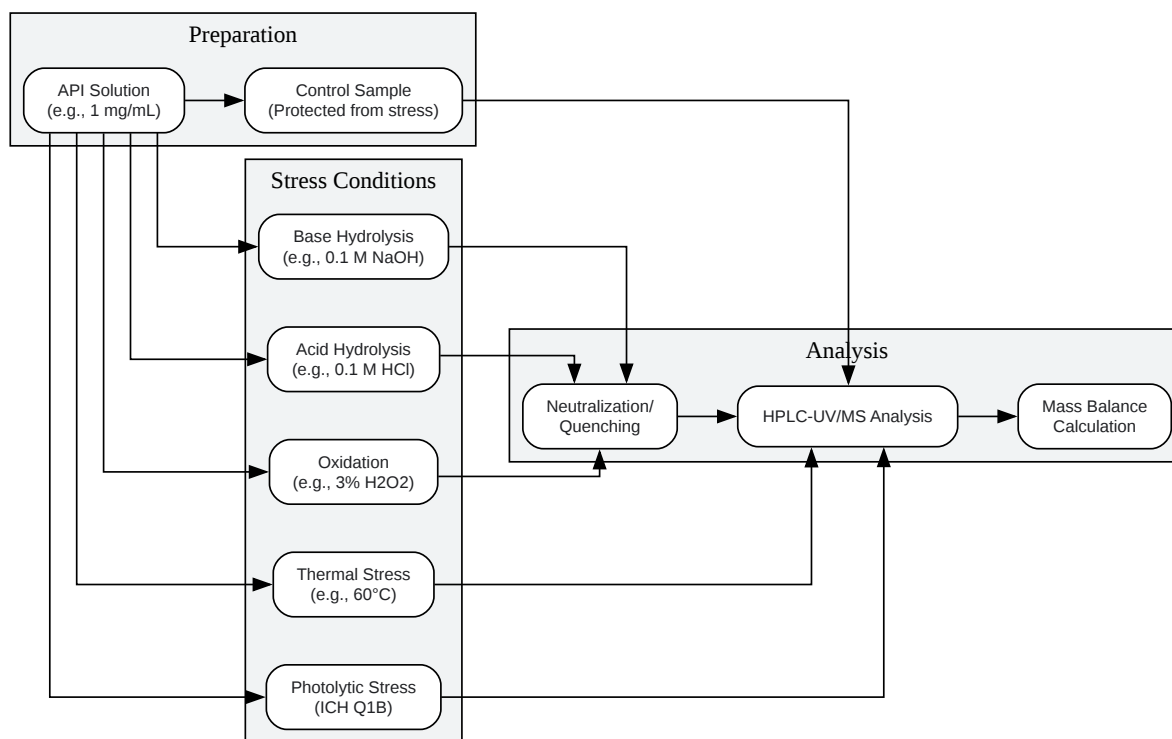 Preparation
API Solution
(e.g., 1 mg/mL)
Control Sample
(Protected from stress)
Stress Conditions
Base Hydrolysis
(e.g., 0.1 M NaOH)
Acid Hydrolysis
(e.g., 0.1 M HCl)
Oxidation
(e.g., 3% H2O2)
Thermal Stress
(e.g., 60°C)
Photolytic Stress
(ICH Q1B)
Analysis
Neutralization/
Quenching
HPLC-UV/MS Analysis
Mass Balance
Calculation